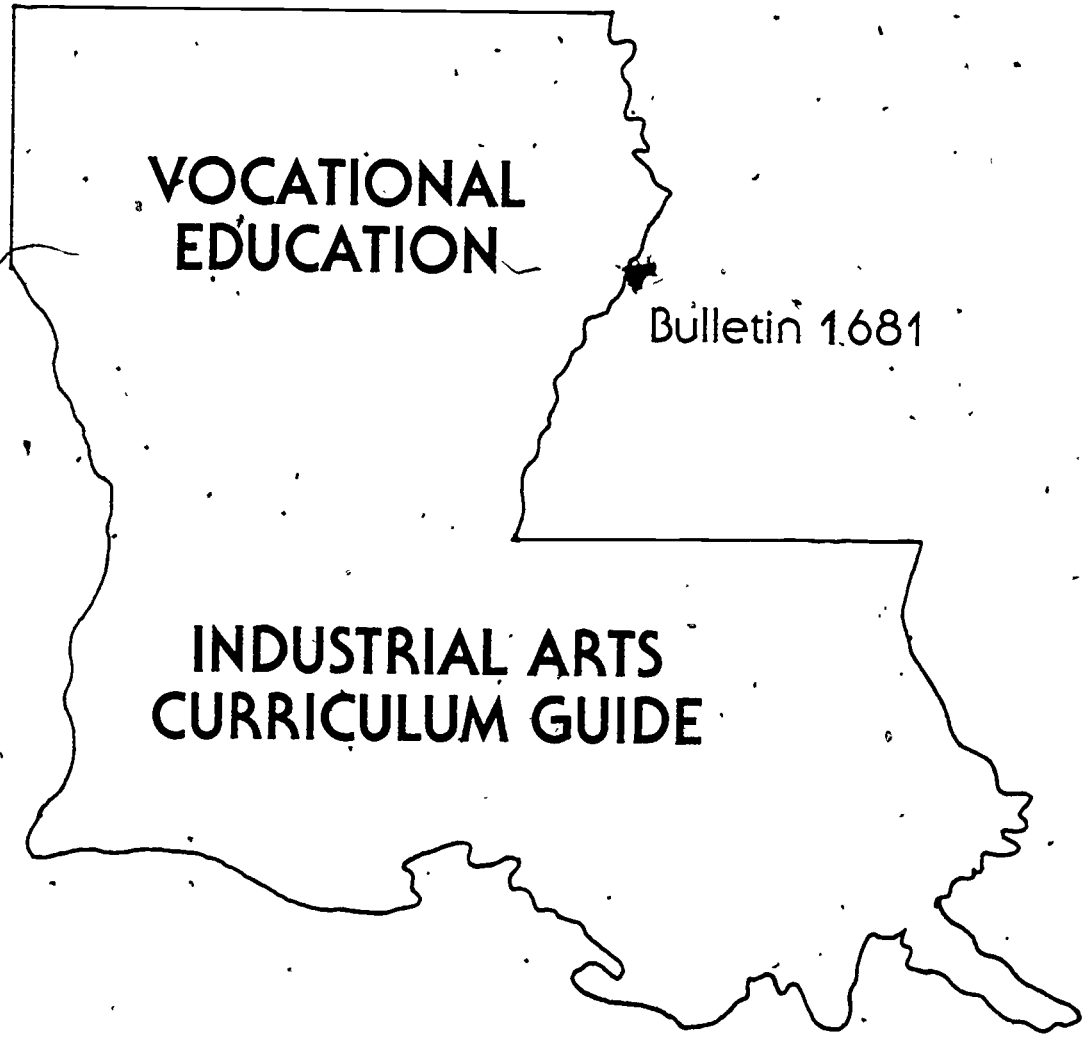 VOCATIONAL
EDUCATION
Bulletin 1681
INDUSTRIAL ARTS
CURRICULUM GUIDE